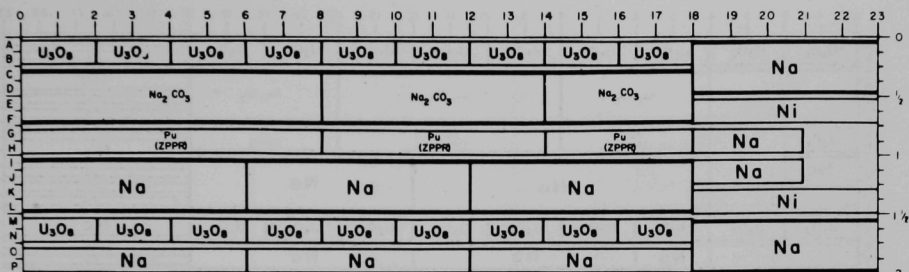 0 1 2 3 4 5 6 7 8 9 10 11 12 13 14 15 16 17 18 19 20 21 22 23
A 0
U3O8 U3O8 U3O8 U3O8 U3O8 U3O8 U3O8 U3O8 U3O8
B
Na
C
D
Na2 CO3 Na2 CO3 Na2 CO3
E 1/2
F
Ni
G
Pu Pu Pu
(ZPPR) (ZPPR) (ZPPR)
Na
H 1
I
Na
J
Na Na Na
K
Ni
L 1 1/2
M
U3O8 U3O8 U3O8 U3O8 U3O8 U3O8 U3O8 U3O8 U3O8
N
Na
O
Na Na Na
P